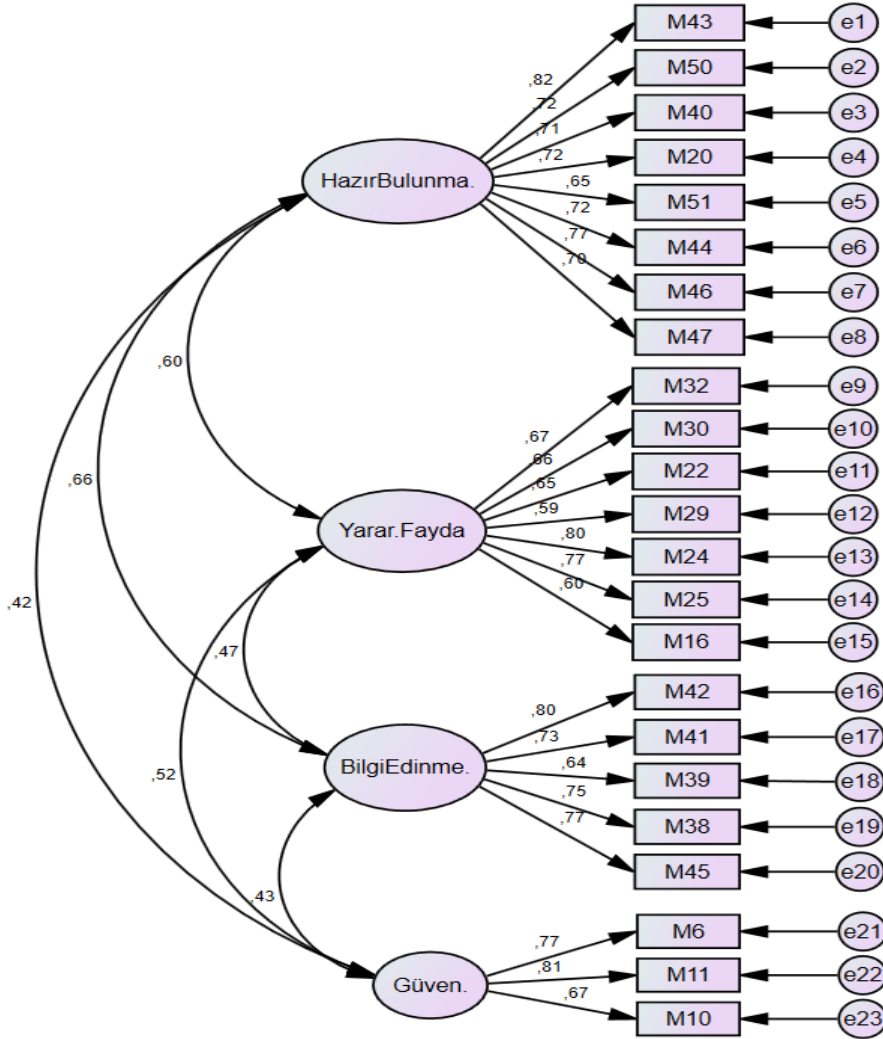 M43 e1
M50 e2
,82
,72
M40 e3
,71
,72
M20 e4
HazırBulunma.
,65
M51 e5
,72
,77
M44 e6
,70
M46 e7
M47 e8
,60
M32 e9
,67
M30 e10
,66
,65
M22 e11
,66
,59
M29 e12
Yarar.Fayda
,80
M24 e13
,77
,60
M25 e14
,42
M16 e15
,47
M42 e16
,80
,73
M41 e17
,52
BilgiEdinme.
,64
M39 e18
,75
,77
M38 e19
M45 e20
,43
M6 e21
,77
,81
M11 e22
Güven.
,67
M10 e23